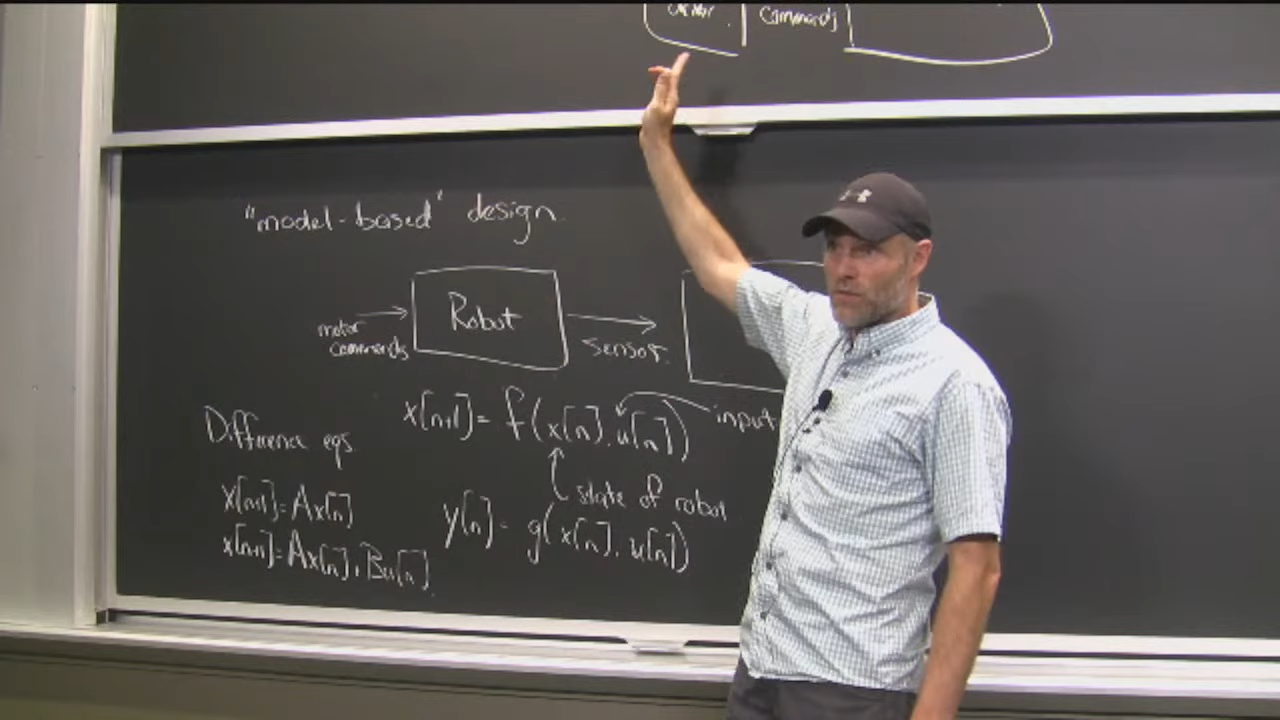 commands
"model-based" design.
Robot
motor
commands
sensor.
x[n+1] = f(x[n], u[n])
input
Difference eqs.
state of robot
x[n+1] = Ax[n]
y[n] = g(x[n], u[n])
x[n+1] = Ax[n] + Bu[n]